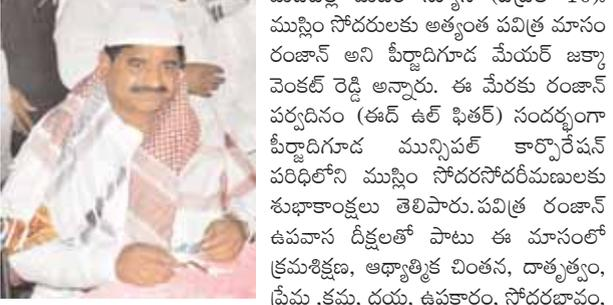 ముస్లిం సోదరులకు అత్యంత పవిత్ర మాసం
రంజాన్ అని పీర్జాదిగూడ మేయర్ జక్కా
వెంకట్ రెడ్డి అన్నారు. ఈ మేరకు రంజాన్
పర్వదినం (ఈద్ ఉల్ ఫితర్) సందర్భంగా
పీర్జాదిగూడ మున్సిపల్ కార్పొరేషన్
పరిధిలోని ముస్లిం సోదరసోదరీమణులకు
శుభాకాంక్షలు తెలిపారు.పవిత్ర రంజాన్
ఉపవాస దీక్షలతో పాటు ఈ మాసంలో
క్రమశిక్షణ, ఆధ్యాత్మిక చింతన, దాతృత్వం,
ప్రేమ ,క్షమ, దయ, ఉపకారం, సోదరభావం,